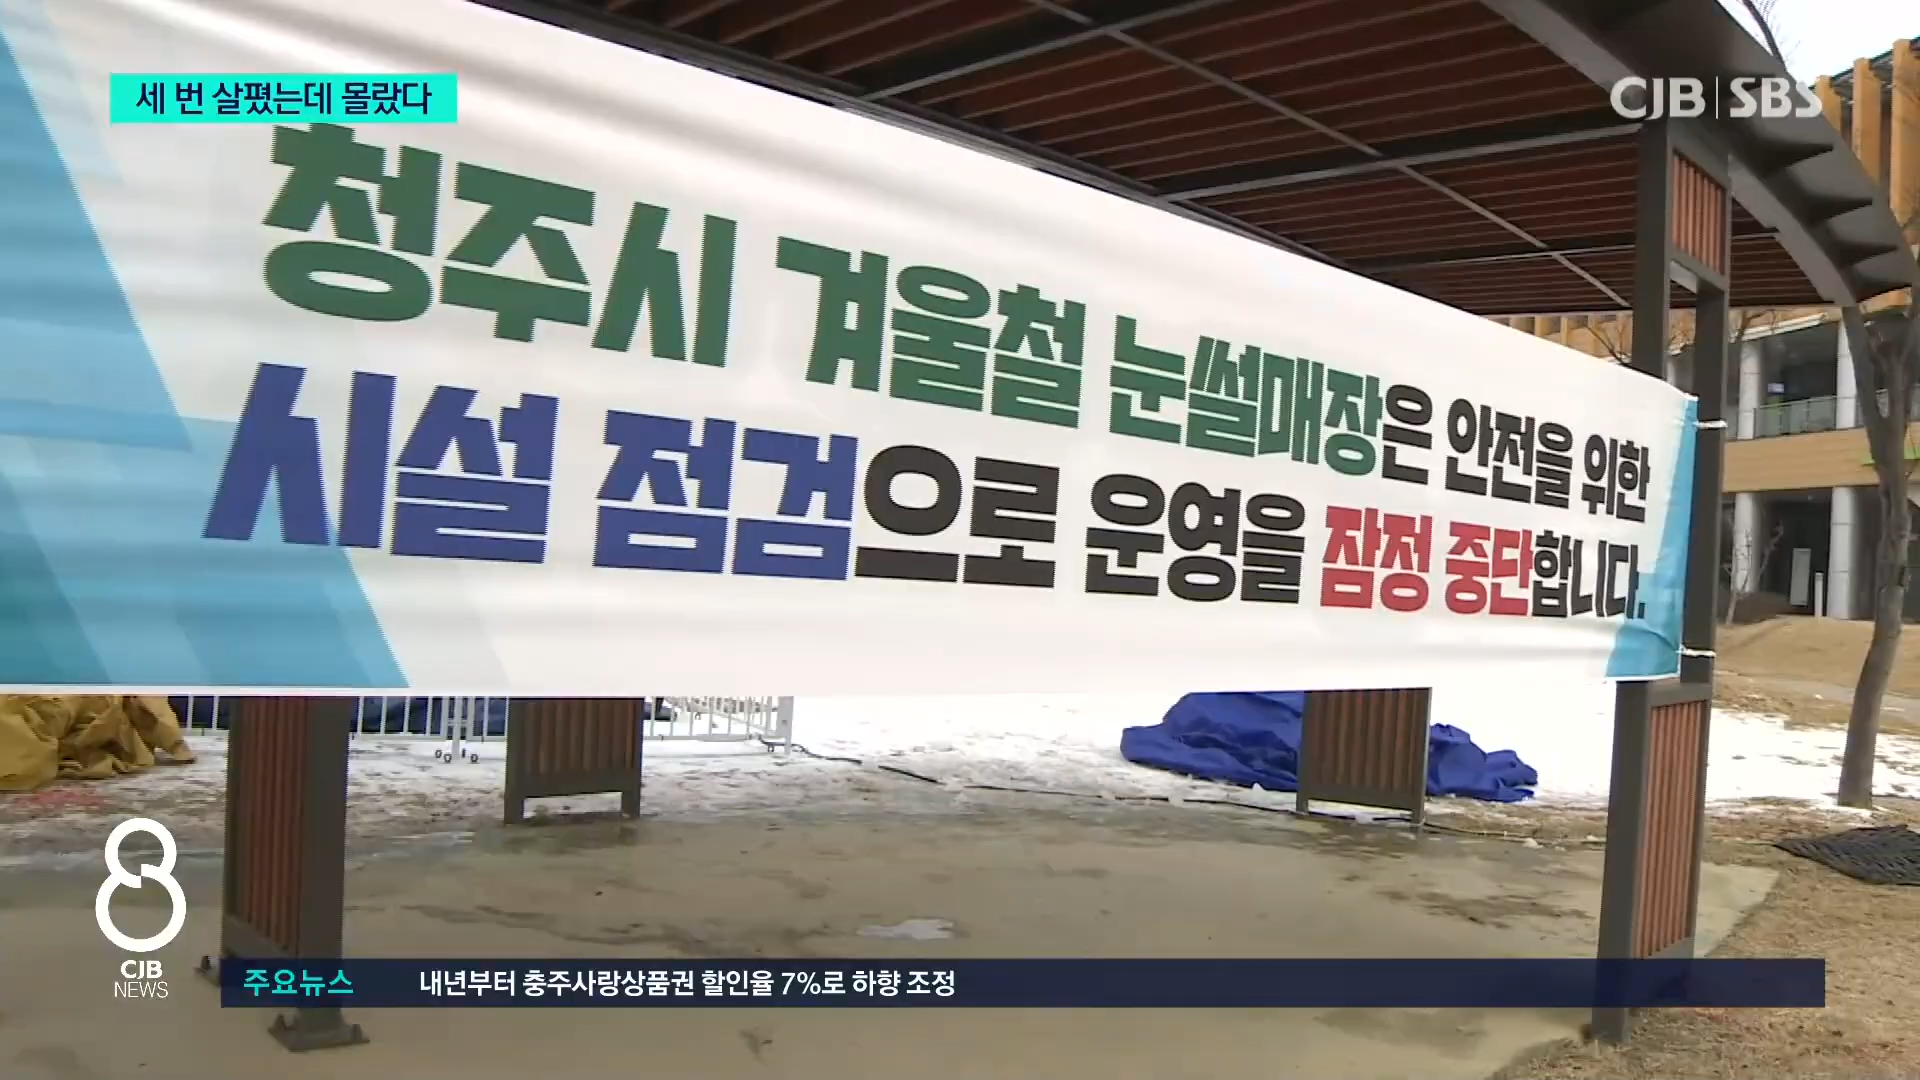 세 번 살폈는데 몰랐다
CJB SBS
청주시 겨울철 눈썰매장은 안전을 위한
시설 점검으로 운영을 잠정 중단합니다.
8
CJB
NEWS
주요뉴스 내년부터 충주사랑상품권 할인율 7%로 하향 조정